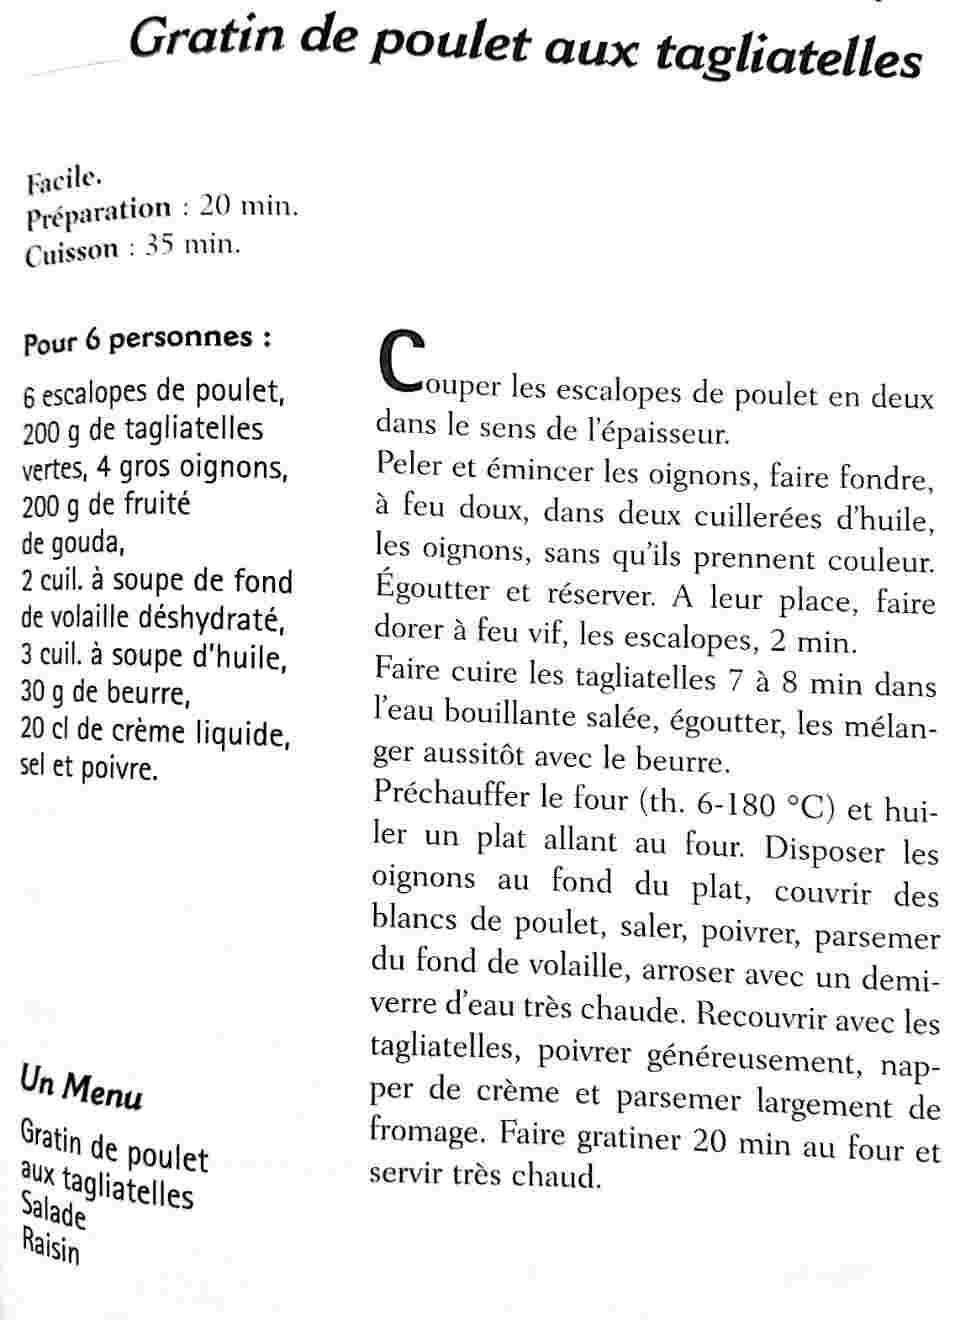 Gratin de poulet aux tagliatelles
Facile.
Préparation : 20 min.
Cuisson : 35 min.
Pour 6 personnes :
6 escalopes de poulet,
200 g de tagliatelles
vertes, 4 gros oignons,
200 g de fruité
de gouda,
2 cuil. à soupe de fond
de volaille déshydraté,
3 cuil. à soupe d'huile,
30 g de beurre,
20 cl de crème liquide,
sel et poivre.
Couper les escalopes de poulet en deux
dans le sens de l'épaisseur.
Peler et émincer les oignons, faire fondre,
à feu doux, dans deux cuillerées d'huile,
les oignons, sans qu'ils prennent couleur.
Égoutter et réserver. A leur place, faire
dorer à feu vif, les escalopes, 2 min.
Faire cuire les tagliatelles 7 à 8 min dans
l'eau bouillante salée, égoutter, les mélan-
ger aussitôt avec le beurre.
Préchauffer le four (th. 6-180 °C) et hui-
ler un plat allant au four. Disposer les
oignons au fond du plat, couvrir des
blancs de poulet, saler, poivrer, parsemer
du fond de volaille, arroser avec un demi-
verre d'eau très chaude. Recouvrir avec les
tagliatelles, poivrer généreusement, nap-
per de crème et parsemer largement de
fromage. Faire gratiner 20 min au four et
servir très chaud.
Un Menu
Gratin de poulet
aux tagliatelles
Salade
Raisin